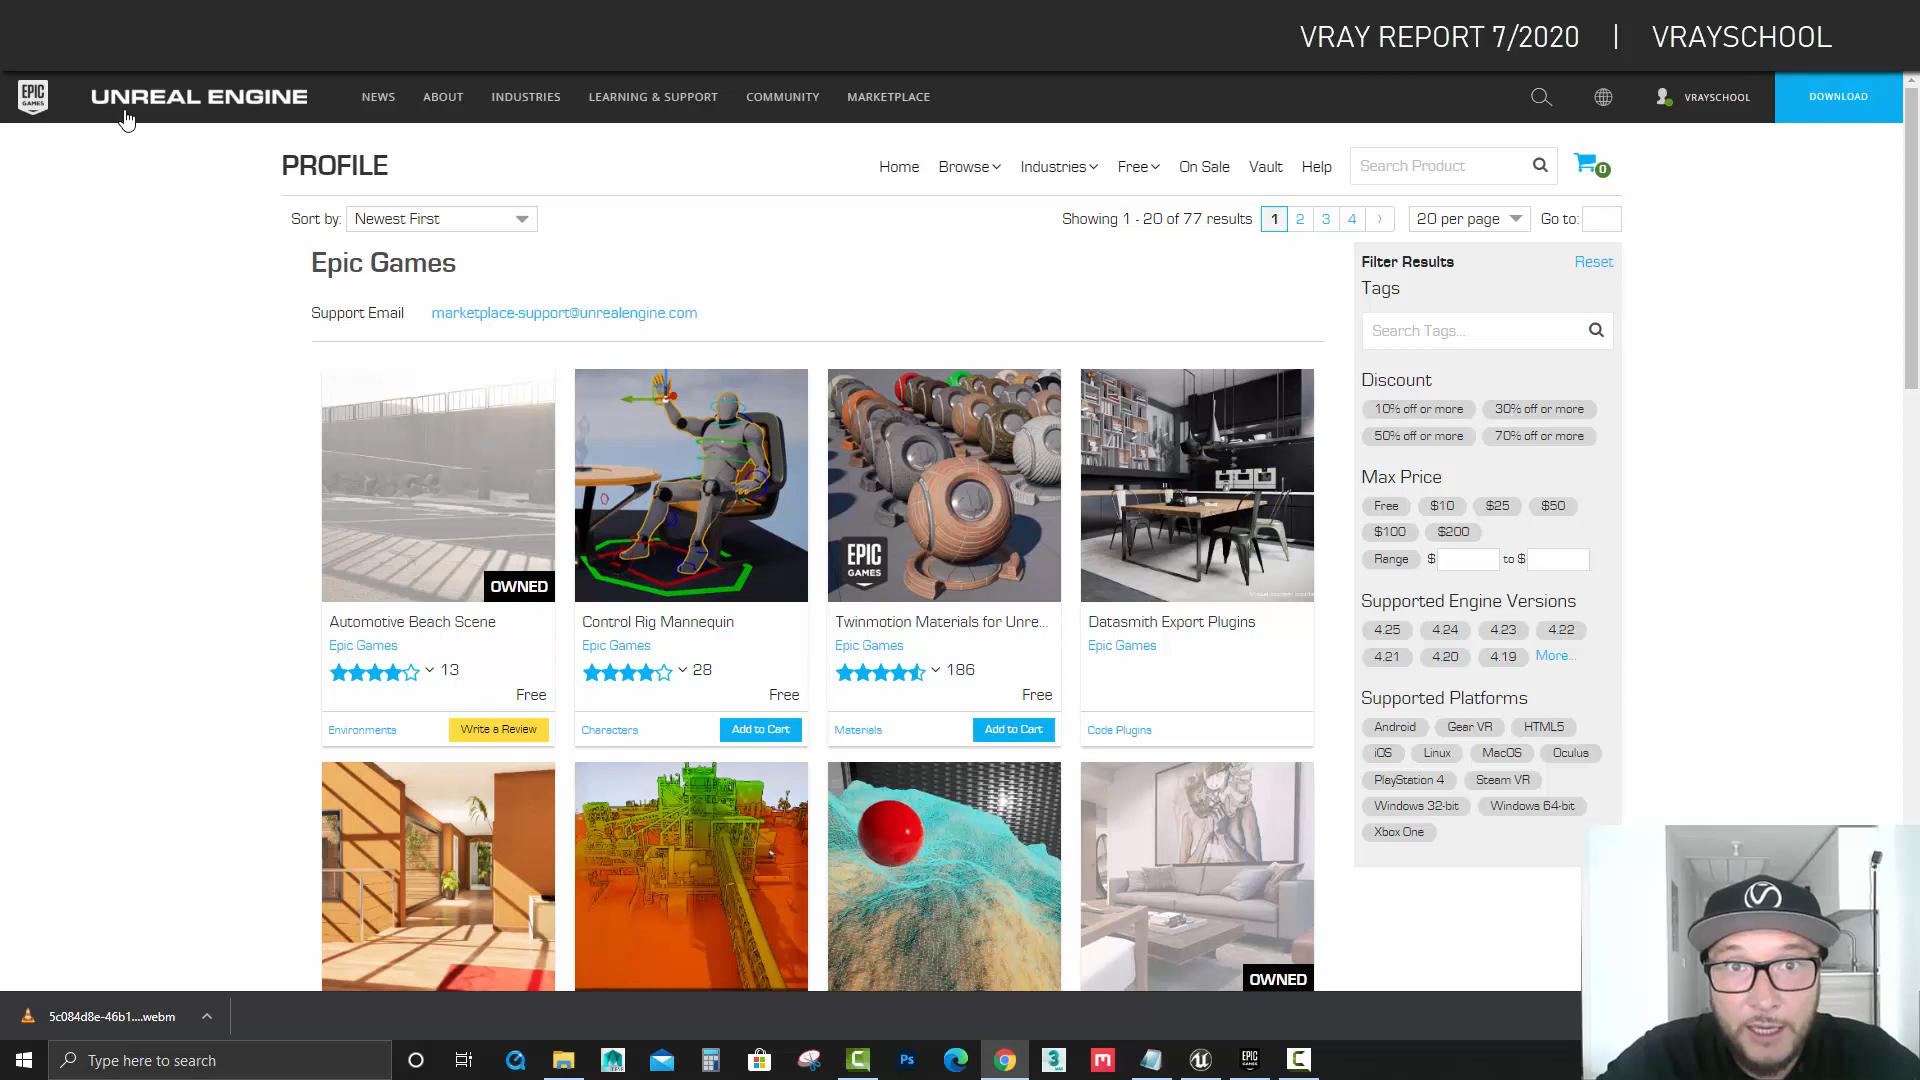 VRAY REPORT 7/2020 | VRAYSCHOOL
EPIC GAMES
UNREAL ENGINE
NEWS ABOUT INDUSTRIES LEARNING & SUPPORT COMMUNITY MARKETPLACE
VRAYSCHOOL
DOWNLOAD
PROFILE
Home Browse Industries Free On Sale Vault Help
Search Product
0
Sort by: Newest First
Showing 1 - 20 of 77 results 1 2 3 4 ›
20 per page
Go to:
Epic Games
Support Email marketplace-support@unrealengine.com
OWNED
Automotive Beach Scene
Epic Games
13
Free
Environments
Write a Review
Control Rig Mannequin
Epic Games
28
Free
Characters
Add to Cart
EPIC GAMES
Twinmotion Materials for Unre...
Epic Games
186
Free
Materials
Add to Cart
Datasmith Export Plugins
Epic Games
Code Plugins
OWNED
Filter Results Reset
Tags
Search Tags...
Discount
10% off or more 30% off or more
50% off or more 70% off or more
Max Price
Free $10 $25 $50
$100 $200
Range $ to $
Supported Engine Versions
4.25 4.24 4.23 4.22
4.21 4.20 4.19 More...
Supported Platforms
Android Gear VR HTML5
iOS Linux MacOS Oculus
PlayStation 4 Steam VR
Windows 32-bit Windows 64-bit
Xbox One
5c084d8e-46b1....webm
Type here to search
Ps
3
EPIC GAMES